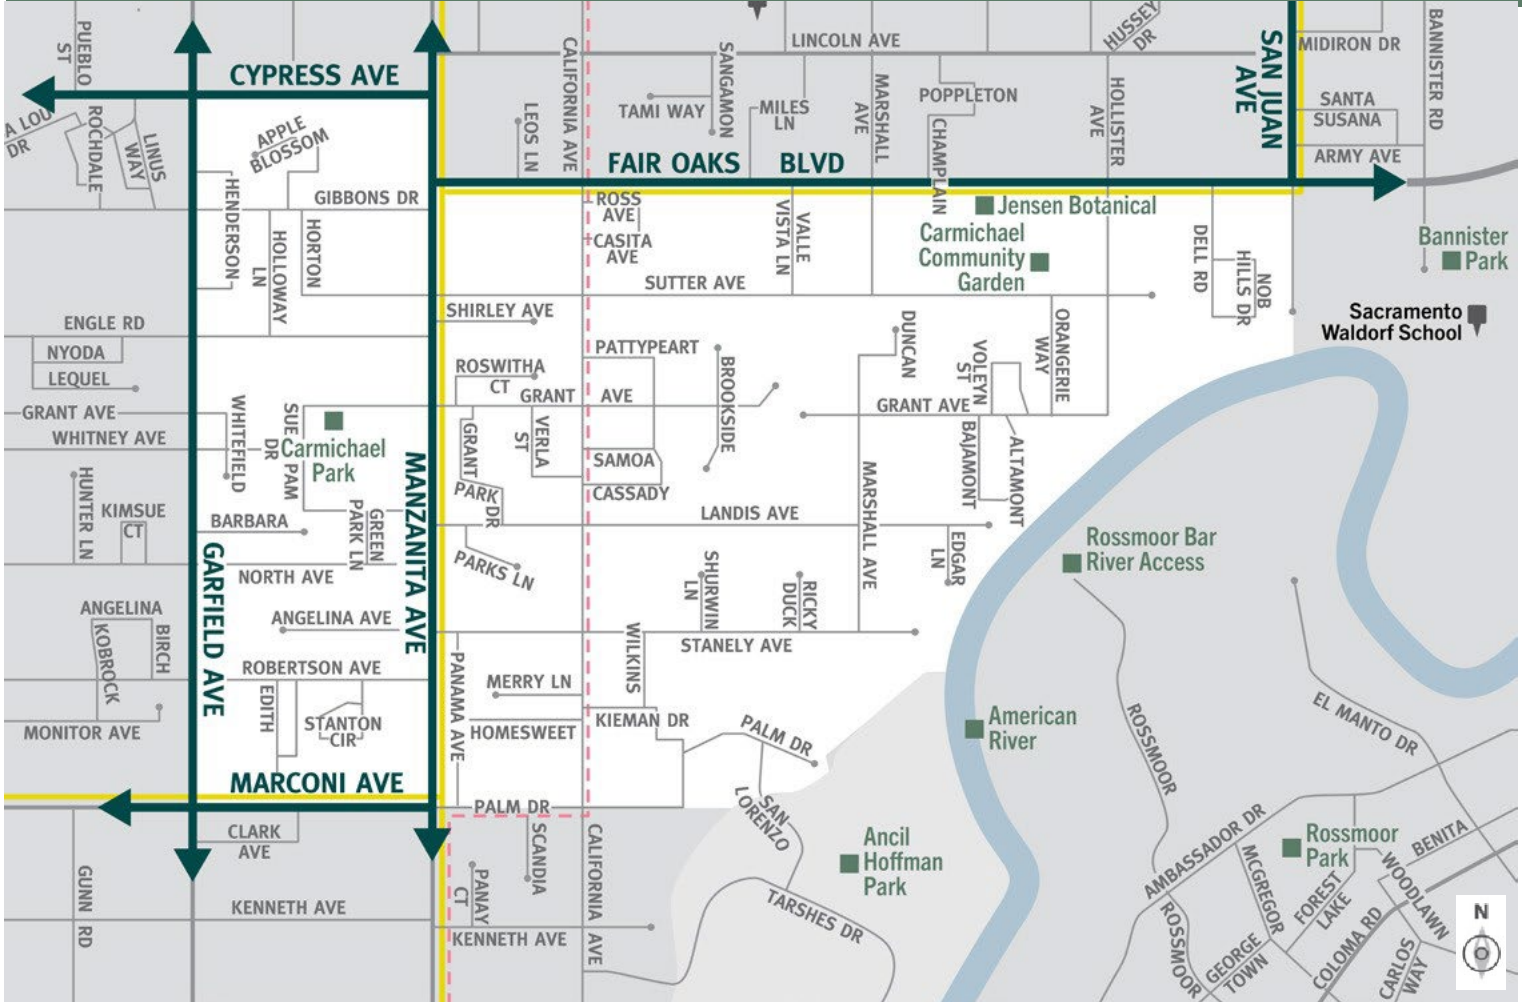 PUEBLO
ST
CYPRESS AVE
CALIFORNIA AVE
SANGAMON
LINCOLN AVE
HUSSEY
DR
SAN JUAN
AVE
MIDIRON DR
BANNISTER RD
A LOU
DR
ROCHDALE
LINUS
WAY
APPLE
BLOSSOM
LEOS LN
TAMI WAY
MILES
LN
MARSHALL
AVE
POPPLETON
CHAMPLAIN
HOLLISTER
AVE
SANTA
SUSANA
ARMY AVE
FAIR OAKS BLVD
HENDERSON
GIBBONS DR
HOLLOWAY
LN
HORTON
ROSS
AVE
CASITA
AVE
VALLE
VISTA LN
Jensen Botanical
Carmichael
Community
Garden
DELL RD
NOB
HILLS DR
Bannister
Park
SUTTER AVE
SHIRLEY AVE
ENGLE RD
NYODA
LEQUEL
DUNCAN
VOLEYN
ST
ORANGERIE
WAY
Sacramento
Waldorf School
PATTYPEART
ROSWITHA
CT
BROOKSIDE
GRANT AVE
GRANT AVE
GRANT AVE
WHITNEY AVE
WHITEFIELD
SUE PAM
DR
Carmichael
Park
GRANT
PARK DR
VERLA
ST
SAMOA
CASSADY
BAJAMONT
ALTAMONT
MANZANITA AVE
HUNTER LN
KIMSUE
CT
BARBARA
GREEN
PARK LN
LANDIS AVE
MARSHALL AVE
EDGAR
LN
Rossmoor Bar
River Access
GARFIELD AVE
NORTH AVE
PARKS LN
SHURWIN
LN
RICKY
DUCK
ANGELINA
KOBROCK
BIRCH
ANGELINA AVE
WILKINS
STANELY AVE
ROBERTSON AVE
PANAMA AVE
MERRY LN
EDITH
STANTON
CIR
MONITOR AVE
HOMESWEET
KIEMAN DR
PALM DR
American
River
ROSSMOOR
EL MANTO DR
MARCONI AVE
PALM DR
SAN
LORENZO
CLARK
AVE
SCANDIA
CALIFORNIA AVE
Ancil
Hoffman
Park
AMBASSADOR DR
Rossmoor
Park
BENITA
GUNN RD
PANAY
CT
MCGREGOR
FOREST
LAKE
WOODLAWN
KENNETH AVE
KENNETH AVE
TARSHES DR
ROSSMOOR
GEORGE
TOWN
COLOMA RD
CARLOS
WAY
N